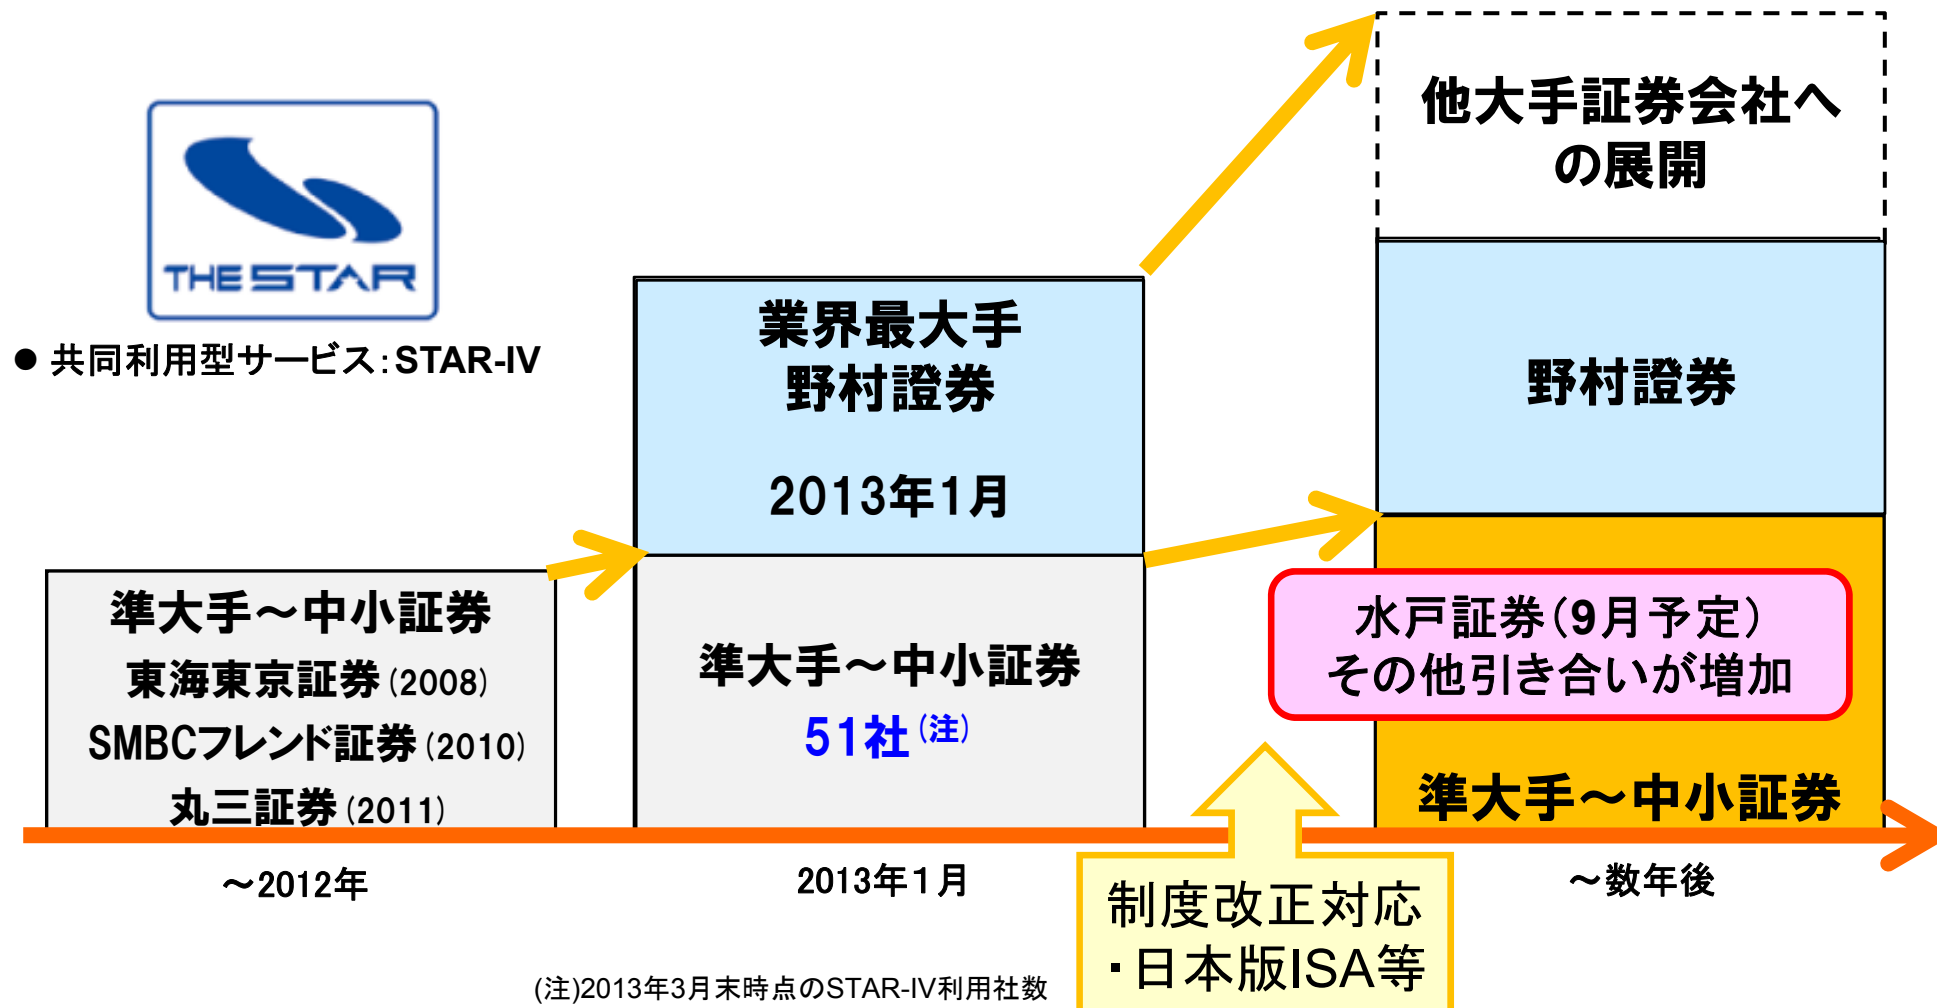 THE STAR
● 共同利用型サービス：STAR-IV
準大手～中小証券
東海東京証券（2008）
SMBCフレンド証券（2010）
丸三証券（2011）
～2012年
業界最大手
野村證券
2013年1月
準大手～中小証券
51社（注）
2013年１月
他大手証券会社へ
の展開
野村證券
水戸証券（9月予定）
その他引き合いが増加
準大手～中小証券
～数年後
制度改正対応
・日本版ISA等
(注)2013年3月末時点のSTAR-IV利用社数